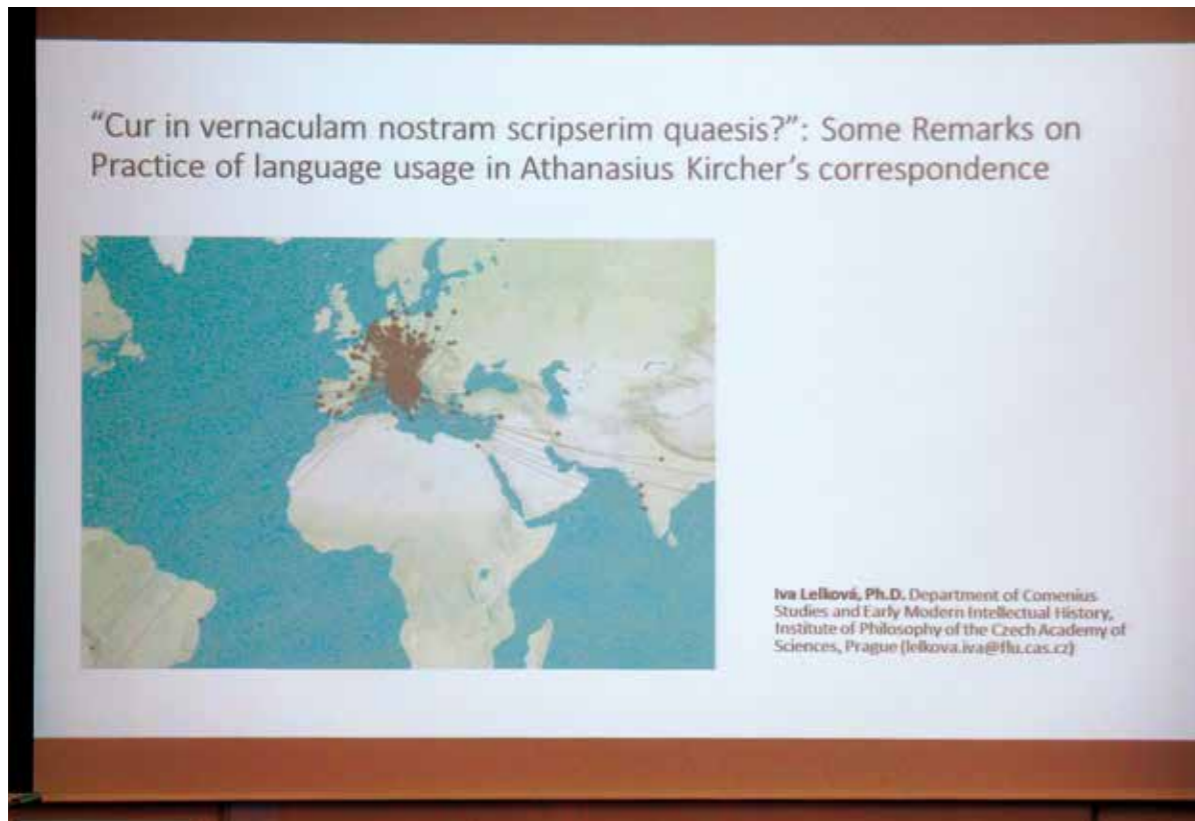 “Cur in vernaculam nostram scripserim quaesis?”: Some Remarks on
Practice of language usage in Athanasius Kircher’s correspondence
Iva Lelková, Ph.D. Department of Comenius
Studies and Early Modern Intellectual History,
Institute of Philosophy of the Czech Academy of
Sciences, Prague (lelkova.iva@flu.cas.cz)